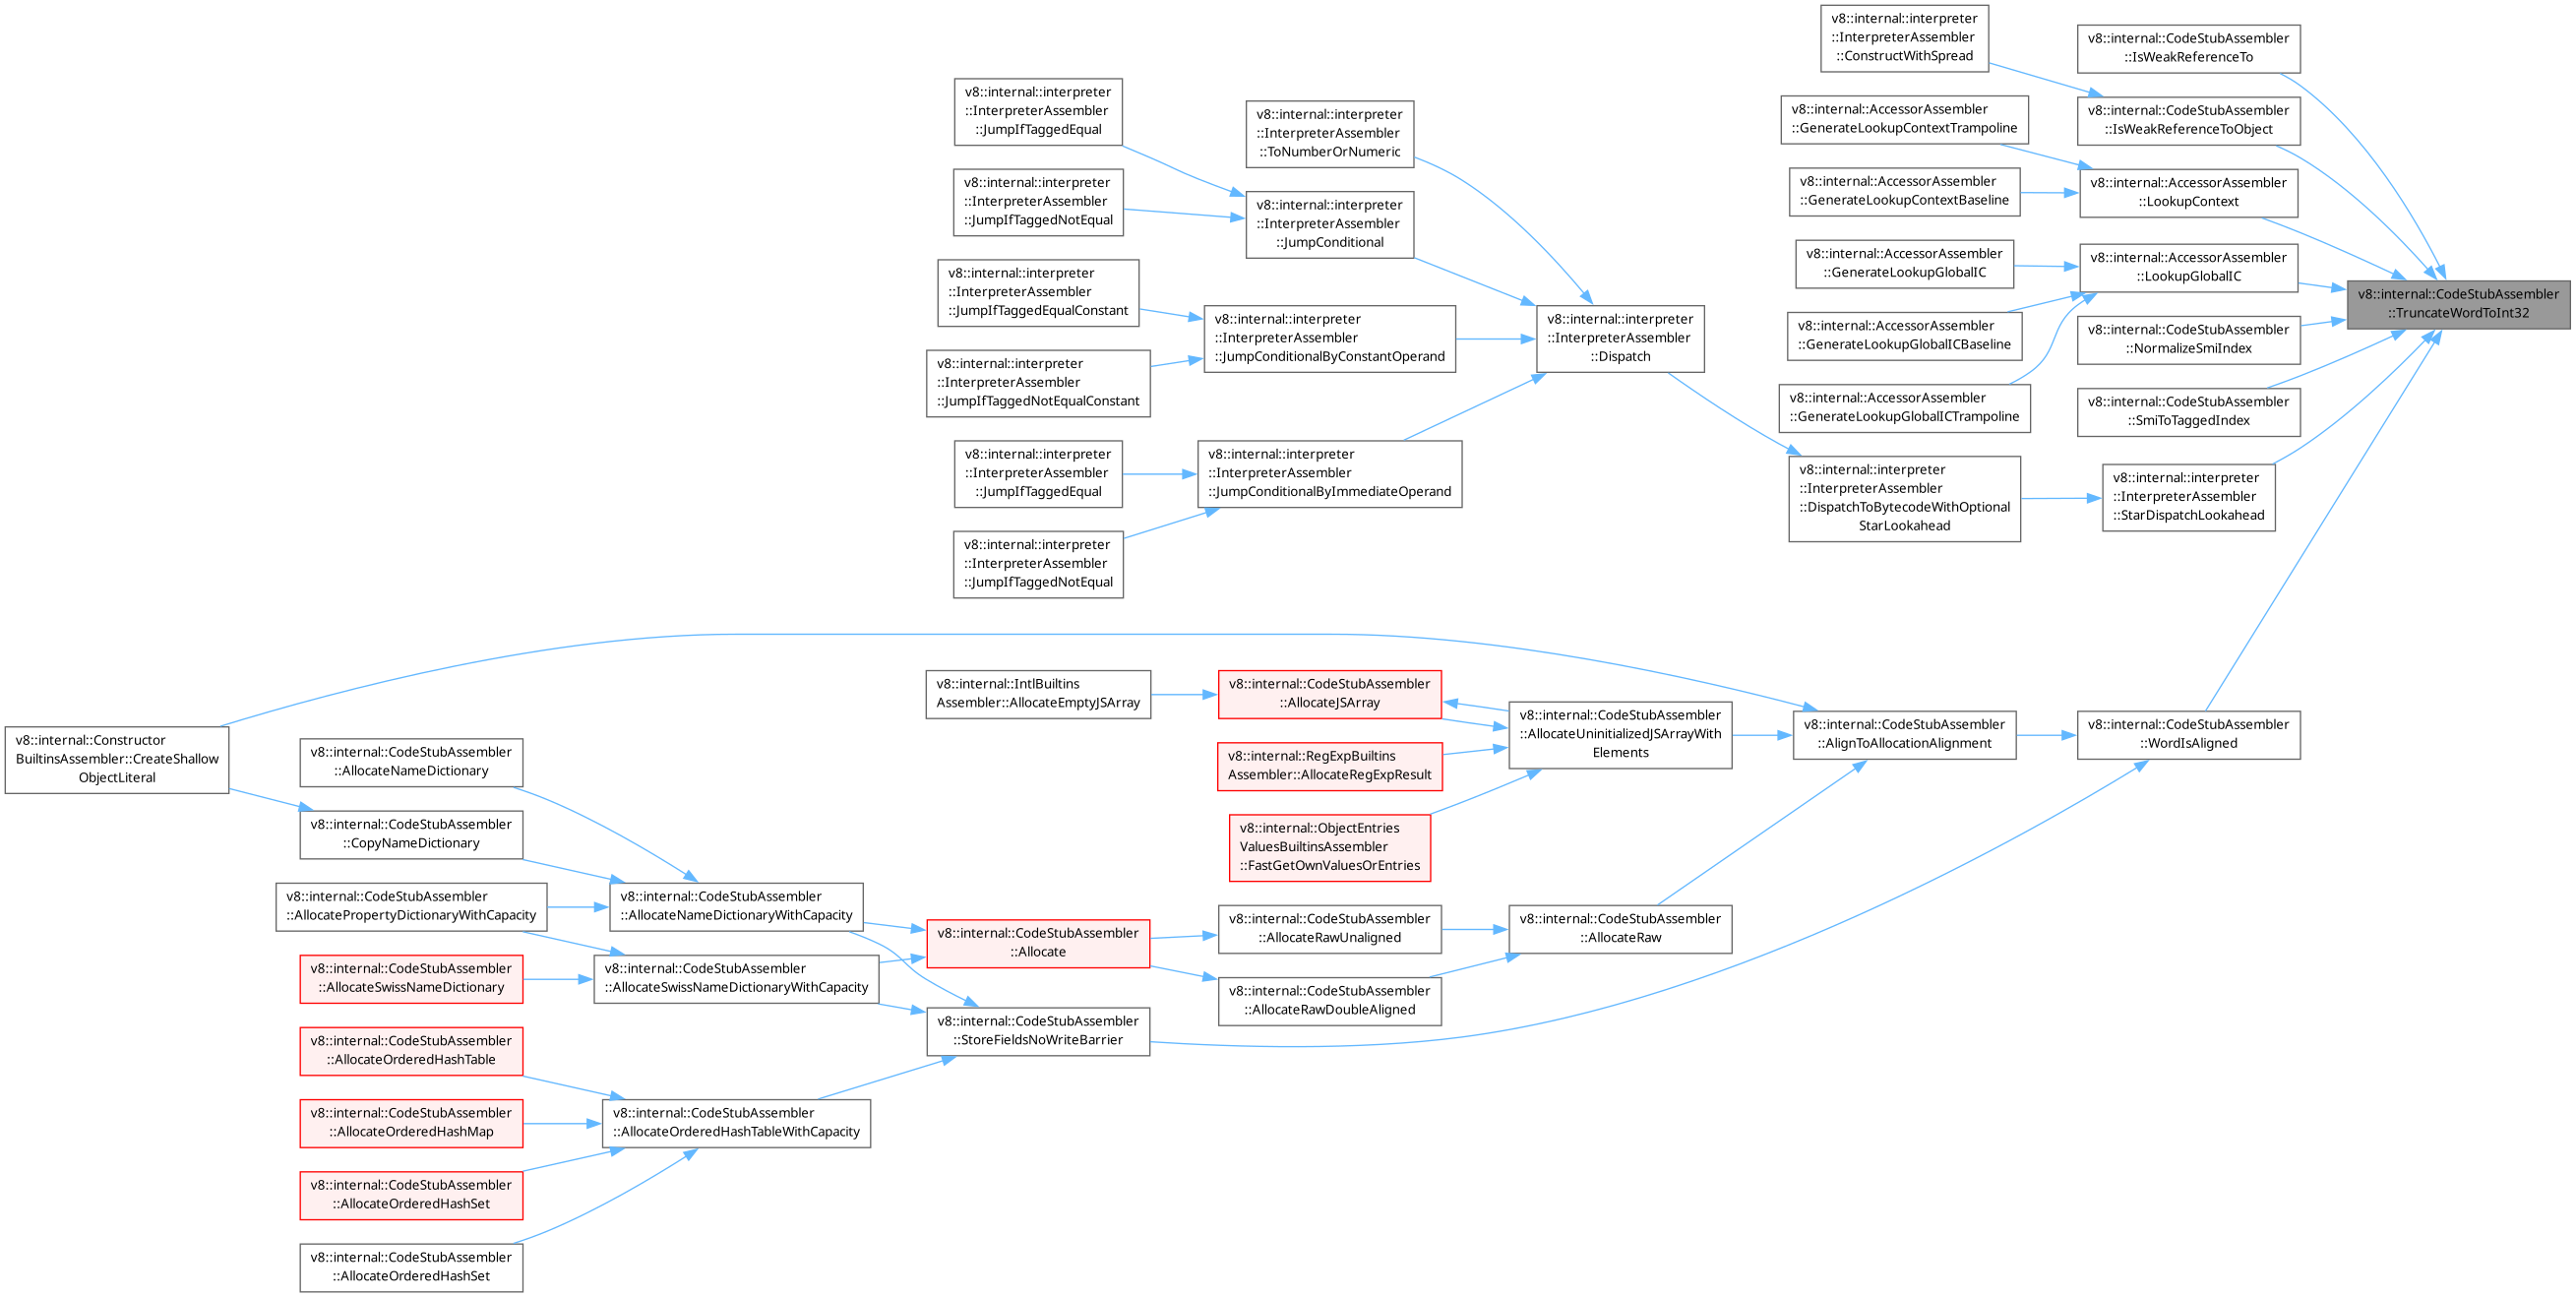 v8::internal::interpreter
::InterpreterAssembler
::ConstructWithSpread
v8::internal::CodeStubAssembler
::IsWeakReferenceTo
v8::internal::interpreter
::InterpreterAssembler
::JumpIfTaggedEqual
v8::internal::interpreter
::InterpreterAssembler
::ToNumberOrNumeric
v8::internal::AccessorAssembler
::GenerateLookupContextTrampoline
v8::internal::CodeStubAssembler
::IsWeakReferenceToObject
v8::internal::interpreter
::InterpreterAssembler
::JumpIfTaggedNotEqual
v8::internal::interpreter
::InterpreterAssembler
::JumpConditional
v8::internal::AccessorAssembler
::GenerateLookupContextBaseline
v8::internal::AccessorAssembler
::LookupContext
v8::internal::AccessorAssembler
::GenerateLookupGlobalIC
v8::internal::AccessorAssembler
::LookupGlobalIC
v8::internal::CodeStubAssembler
::TruncateWordToInt32
v8::internal::interpreter
::InterpreterAssembler
::JumpIfTaggedEqualConstant
v8::internal::interpreter
::InterpreterAssembler
::JumpConditionalByConstantOperand
v8::internal::interpreter
::InterpreterAssembler
::Dispatch
v8::internal::AccessorAssembler
::GenerateLookupGlobalICBaseline
v8::internal::CodeStubAssembler
::NormalizeSmiIndex
v8::internal::interpreter
::InterpreterAssembler
::JumpIfTaggedNotEqualConstant
v8::internal::AccessorAssembler
::GenerateLookupGlobalICTrampoline
v8::internal::CodeStubAssembler
::SmiToTaggedIndex
v8::internal::interpreter
::InterpreterAssembler
::JumpIfTaggedEqual
v8::internal::interpreter
::InterpreterAssembler
::JumpConditionalByImmediateOperand
v8::internal::interpreter
::InterpreterAssembler
::DispatchToBytecodeWithOptional
StarLookahead
v8::internal::interpreter
::InterpreterAssembler
::StarDispatchLookahead
v8::internal::interpreter
::InterpreterAssembler
::JumpIfTaggedNotEqual
v8::internal::IntlBuiltins
Assembler::AllocateEmptyJSArray
v8::internal::CodeStubAssembler
::AllocateJSArray
v8::internal::CodeStubAssembler
::AllocateUninitializedJSArrayWith
Elements
v8::internal::CodeStubAssembler
::AlignToAllocationAlignment
v8::internal::CodeStubAssembler
::WordIsAligned
v8::internal::Constructor
BuiltinsAssembler::CreateShallow
ObjectLiteral
v8::internal::CodeStubAssembler
::AllocateNameDictionary
v8::internal::RegExpBuiltins
Assembler::AllocateRegExpResult
v8::internal::CodeStubAssembler
::CopyNameDictionary
v8::internal::ObjectEntries
ValuesBuiltinsAssembler
::FastGetOwnValuesOrEntries
v8::internal::CodeStubAssembler
::AllocatePropertyDictionaryWithCapacity
v8::internal::CodeStubAssembler
::AllocateNameDictionaryWithCapacity
v8::internal::CodeStubAssembler
::Allocate
v8::internal::CodeStubAssembler
::AllocateRawUnaligned
v8::internal::CodeStubAssembler
::AllocateRaw
v8::internal::CodeStubAssembler
::AllocateSwissNameDictionary
v8::internal::CodeStubAssembler
::AllocateSwissNameDictionaryWithCapacity
v8::internal::CodeStubAssembler
::AllocateRawDoubleAligned
v8::internal::CodeStubAssembler
::StoreFieldsNoWriteBarrier
v8::internal::CodeStubAssembler
::AllocateOrderedHashTable
v8::internal::CodeStubAssembler
::AllocateOrderedHashMap
v8::internal::CodeStubAssembler
::AllocateOrderedHashTableWithCapacity
v8::internal::CodeStubAssembler
::AllocateOrderedHashSet
v8::internal::CodeStubAssembler
::AllocateOrderedHashSet